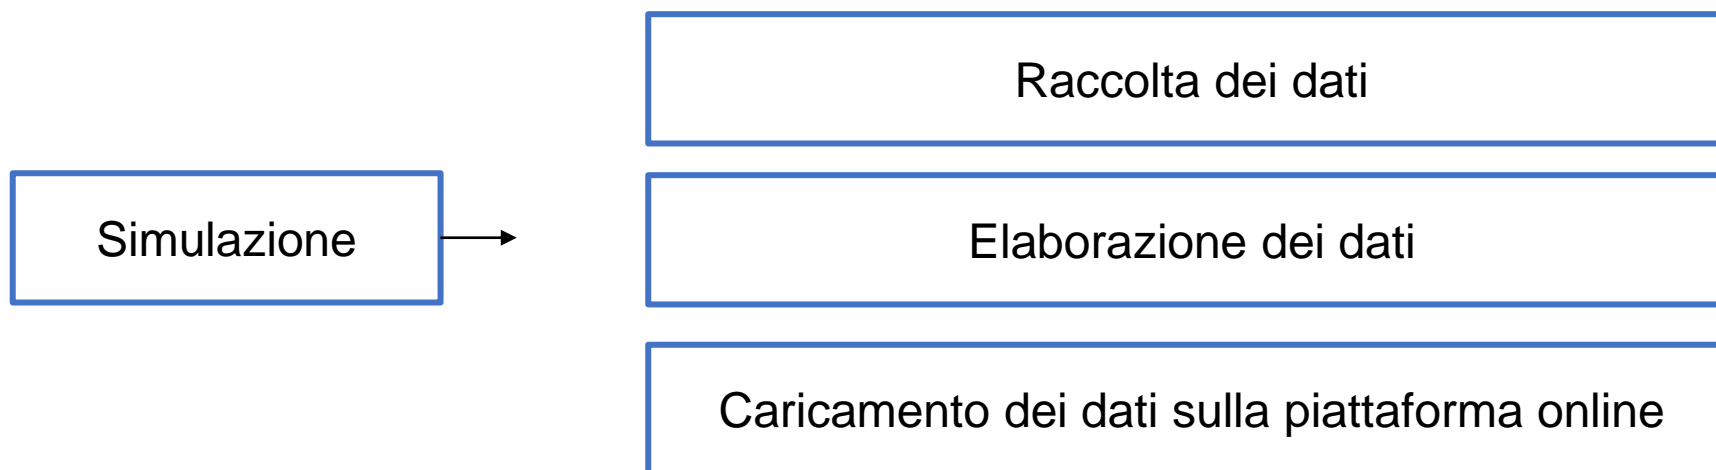 Raccolta dei dati
Simulazione
Elaborazione dei dati
Caricamento dei dati sulla piattaforma online